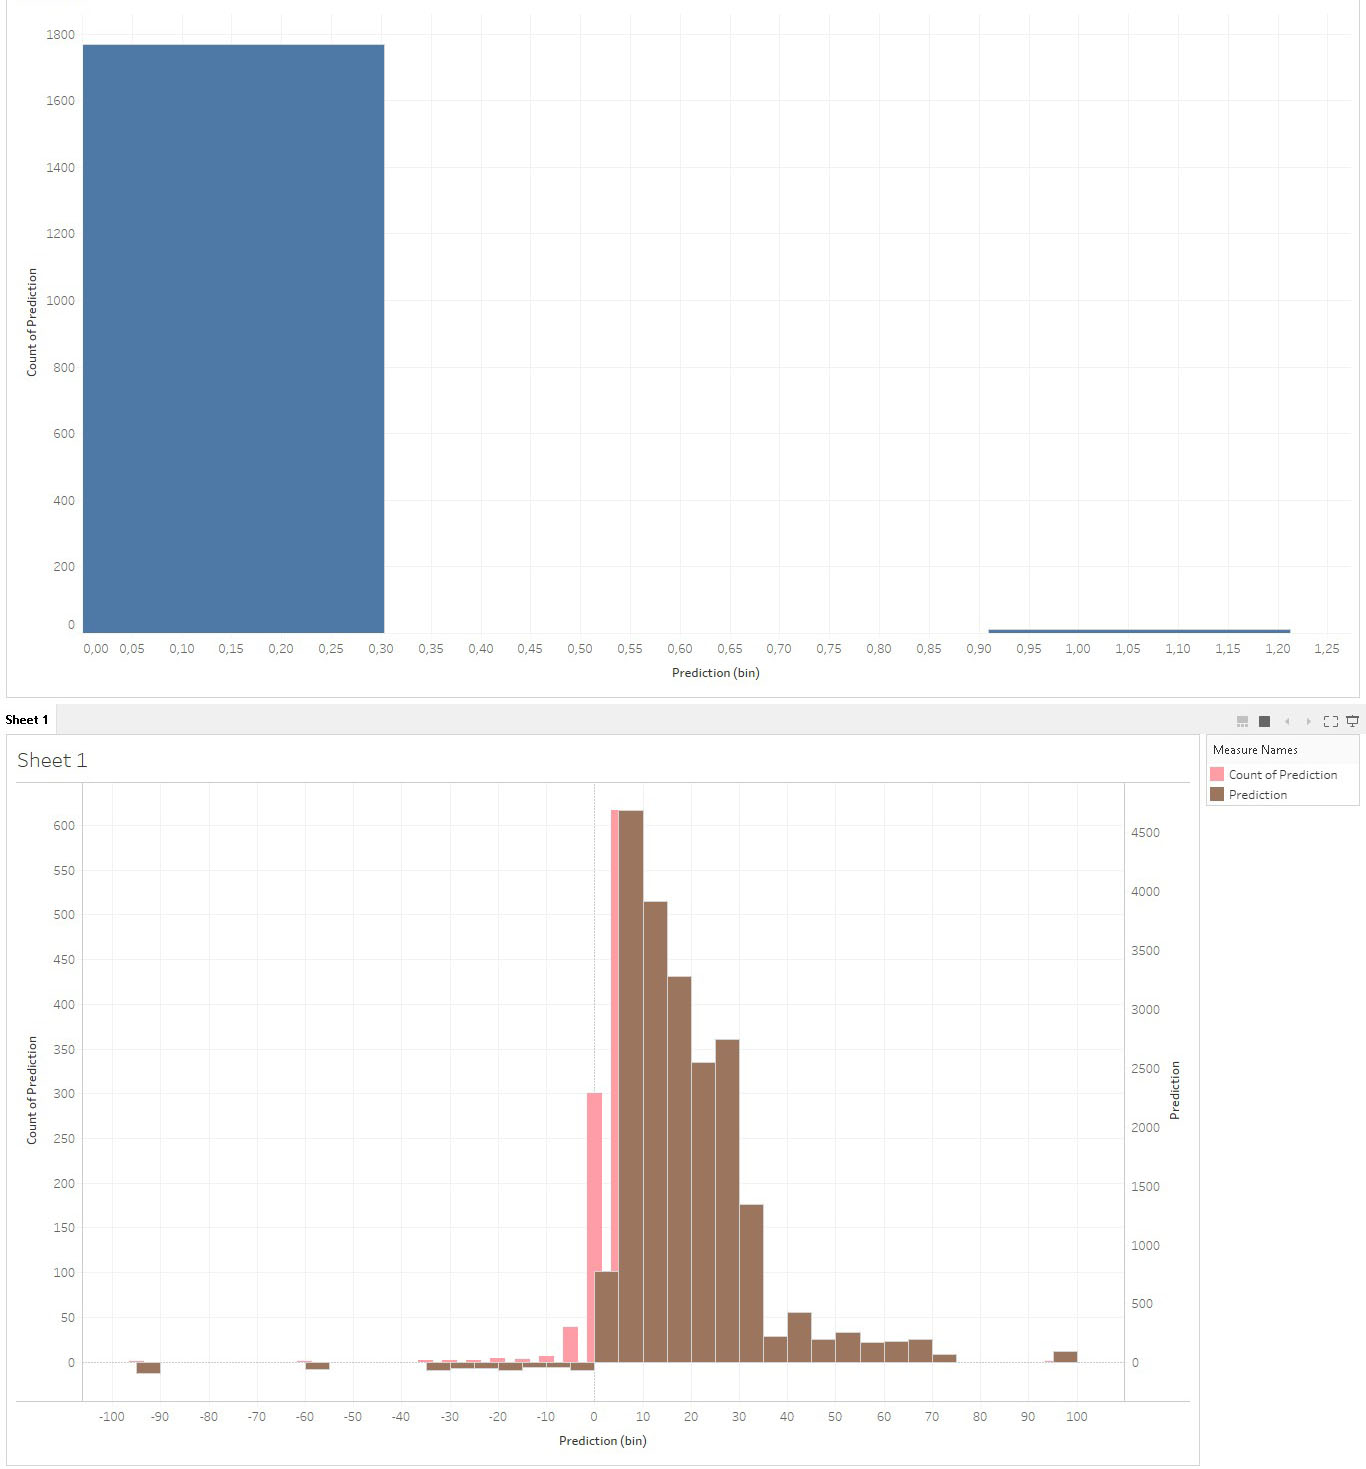 1800
1600
1400
1200
1000
800
600
400
200
0
Count of Prediction
0,00 0,05 0,10 0,15 0,20 0,25 0,30 0,35 0,40 0,45 0,50 0,55 0,60 0,65 0,70 0,75 0,80 0,85 0,90 0,95 1,00 1,05 1,10 1,15 1,20 1,25
Prediction (bin)
Sheet 1
Sheet 1
Measure Names
Count of Prediction
Prediction
600
550
500
450
400
350
300
250
200
150
100
50
0
Count of Prediction
4500
4000
3500
3000
2500
2000
1500
1000
500
0
Prediction
-100 -90 -80 -70 -60 -50 -40 -30 -20 -10 0 10 20 30 40 50 60 70 80 90 100
Prediction (bin)